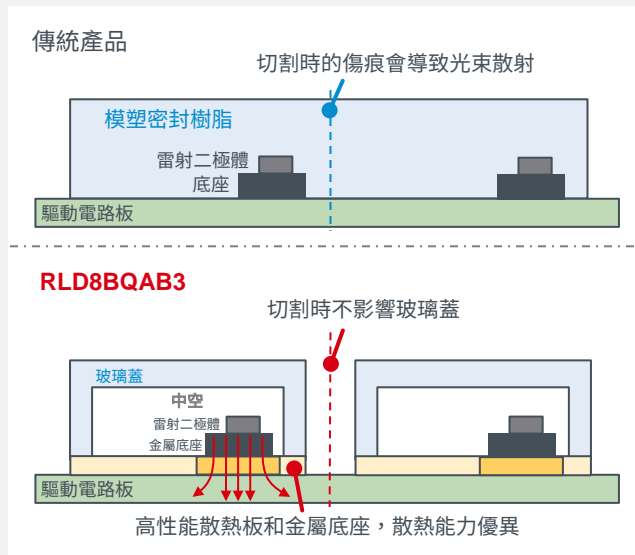 傳統產品
切割時的傷痕會導致光束散射
模塑密封樹脂
雷射二極體
底座
驅動電路板
RLD8BQAB3
切割時不影響玻璃蓋
玻璃蓋
中空
雷射二極體
金屬底座
驅動電路板
高性能散熱板和金屬底座，散熱能力優異